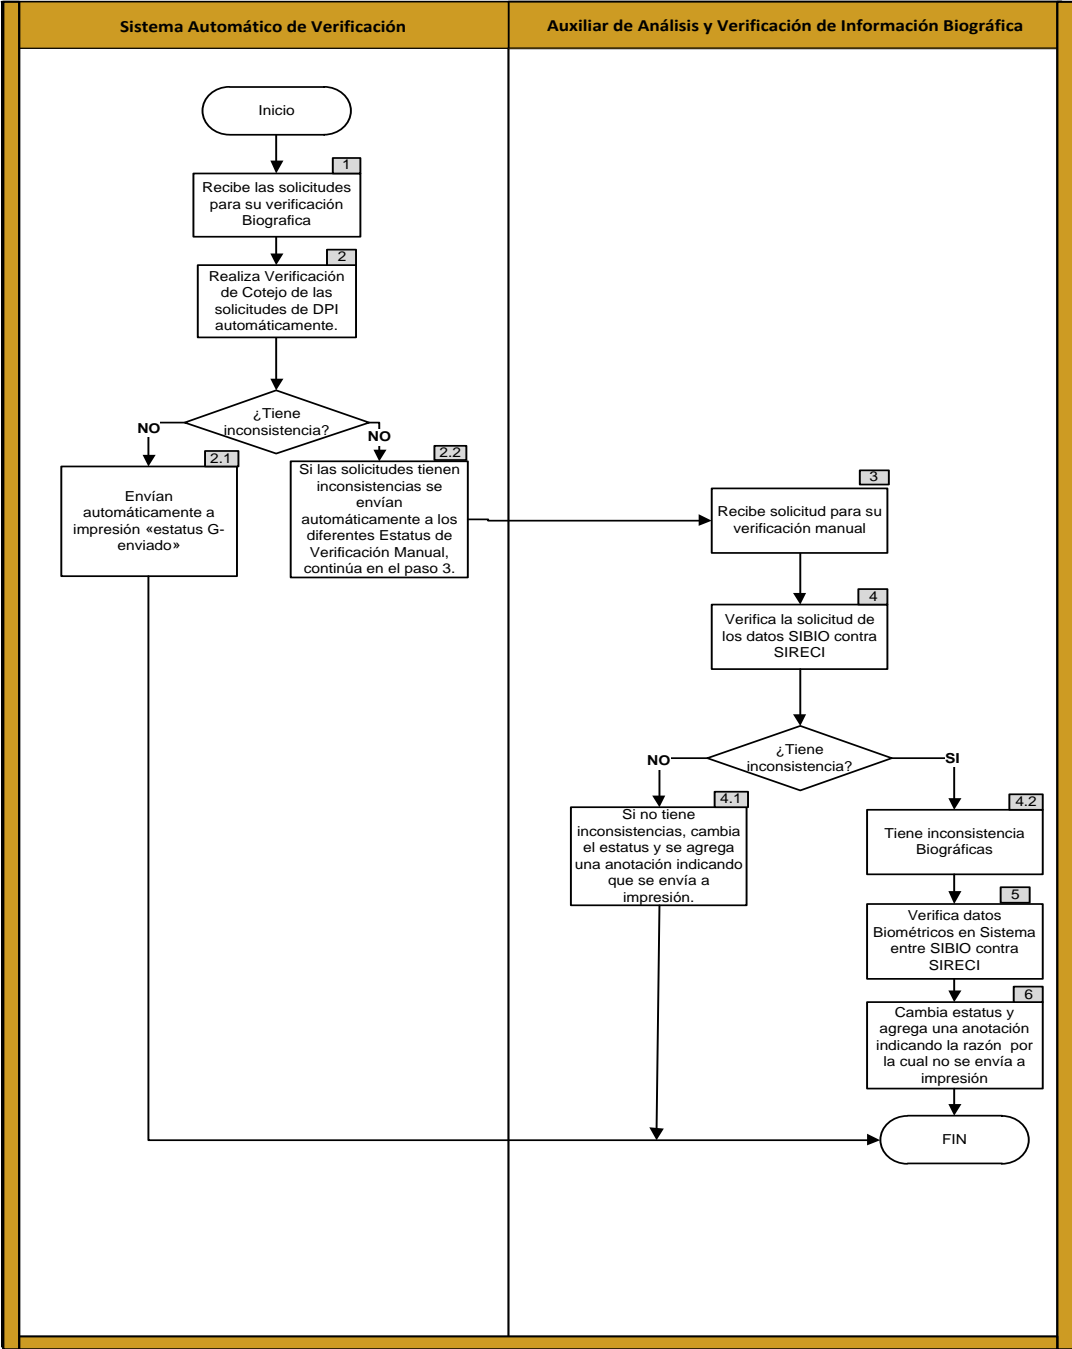 Sistema Automático de Verificación
Auxiliar de Análisis y Verificación de Información Biográfica
Inicio
1
Recibe las solicitudes
para su verificación
Biografica
2
Realiza Verificación
de Cotejo de las
solicitudes de DPI
automáticamente.
¿Tiene
inconsistencia?
NO
NO
2.1
Envían
automáticamente a
impresión «estatus G-
enviado»
2.2
Si las solicitudes tienen
inconsistencias se
envían
automáticamente a los
diferentes Estatus de
Verificación Manual,
continúa en el paso 3.
3
Recibe solicitud para su
verificación manual
4
Verifica la solicitud de
los datos SIBIO contra
SIRECI
¿Tiene
inconsistencia?
NO
SI
4.1
Si no tiene
inconsistencias, cambia
el estatus y se agrega
una anotación indicando
que se envía a
impresión.
4.2
Tiene inconsistencia
Biográficas
5
Verifica datos
Biométricos en Sistema
entre SIBIO contra
SIRECI
6
Cambia estatus y
agrega una anotación
indicando la razón por
la cual no se envía a
impresión
FIN